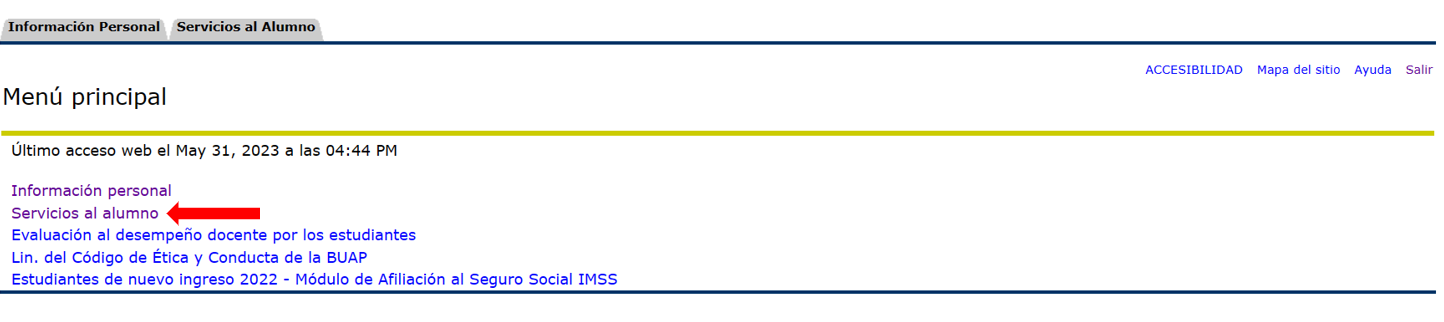 Información Personal Servicios al Alumno
ACCESIBILIDAD Mapa del sitio Ayuda Salir
Menú principal
Último acceso web el May 31, 2023 a las 04:44 PM
Información personal
Servicios al alumno
Evaluación al desempeño docente por los estudiantes
Lin. del Código de Ética y Conducta de la BUAP
Estudiantes de nuevo ingreso 2022 - Módulo de Afiliación al Seguro Social IMSS